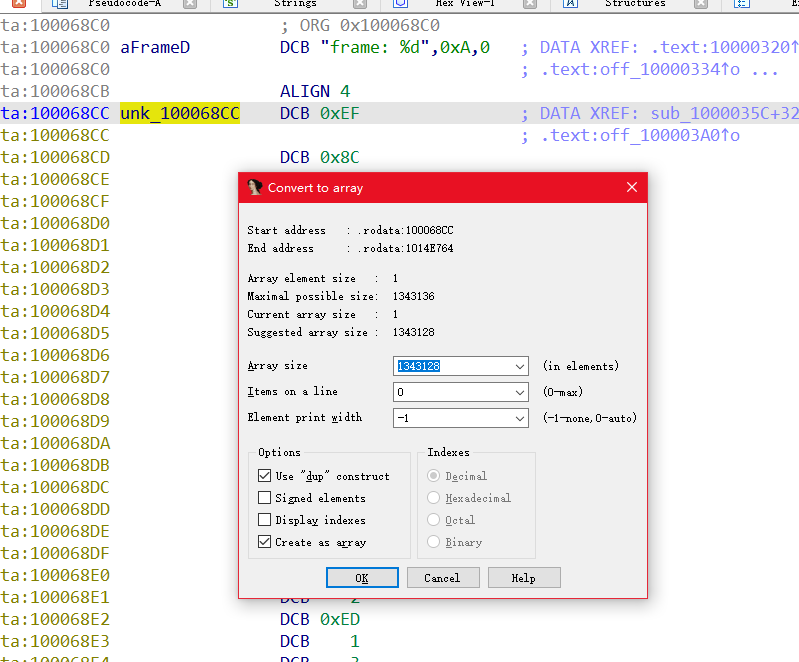 Pseudocode-A Strings Hex View-1 Structures
ta:100068C0 ; ORG 0x100068C0
ta:100068C0 aFrameD DCB "frame: %d",0xA,0 ; DATA XREF: .text:10000320↑
ta:100068C0 ; .text:off_10000334↑o ...
ta:100068CB ALIGN 4
ta:100068CC unk_100068CC DCB 0xEF ; DATA XREF: sub_1000035C+32
ta:100068CC ; .text:off_100003A0↑o
ta:100068CD DCB 0x8C
ta:100068CE
ta:100068CF
ta:100068D0
ta:100068D1
ta:100068D2
ta:100068D3
ta:100068D4
ta:100068D5
ta:100068D6
ta:100068D7
ta:100068D8
ta:100068D9
ta:100068DA
ta:100068DB
ta:100068DC
ta:100068DD
ta:100068DE
ta:100068DF
ta:100068E0
ta:100068E1 DCB 2
ta:100068E2 DCB 0xED
ta:100068E3 DCB 1
ta:100068E4 DCB 3
Convert to array
Start address : .rodata:100068CC
End address : .rodata:1014E764
Array element size : 1
Maximal possible size: 1343136
Current array size : 1
Suggested array size : 1343128
Array size 1343128 (in elements)
Items on a line 0 (0-max)
Element print width -1 (-1-none,0-auto)
Options
Use "dup" construct
Signed elements
Display indexes
Create as array
Indexes
Decimal
Hexadecimal
Octal
Binary
OK Cancel Help